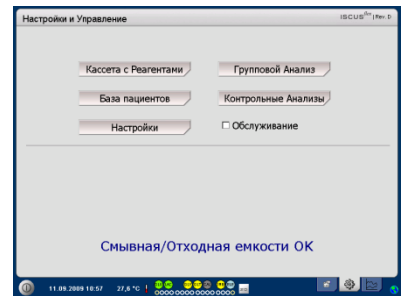 Настройки и Управление
ISCUS flex | Rev. D
Кассета с Реагентами
Групповой Анализ
База пациентов
Контрольные Анализы
Настройки
Обслуживание
Смывная/Отходная емкости OK
11.09.2009 10:57 27,6 °C